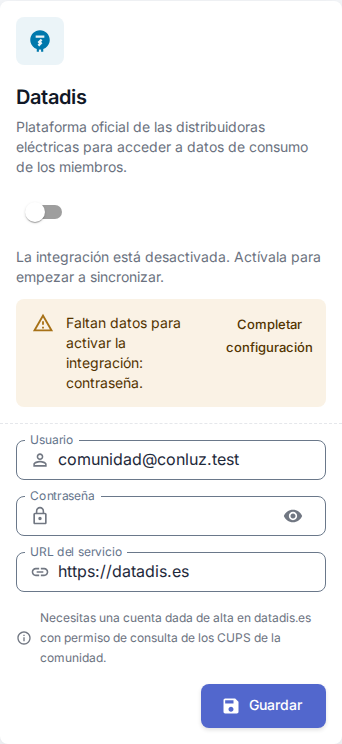 Datadis
Plataforma oficial de las distribuidoras
eléctricas para acceder a datos de consumo
de los miembros.
La integración está desactivada. Actívala para
empezar a sincronizar.
Faltan datos para
activar la
integración:
contraseña.
Completar
configuración
Usuario
comunidad@conluz.test
Contraseña
URL del servicio
https://datadis.es
Necesitas una cuenta dada de alta en datadis.es
con permiso de consulta de los CUPS de la
comunidad.
Guardar